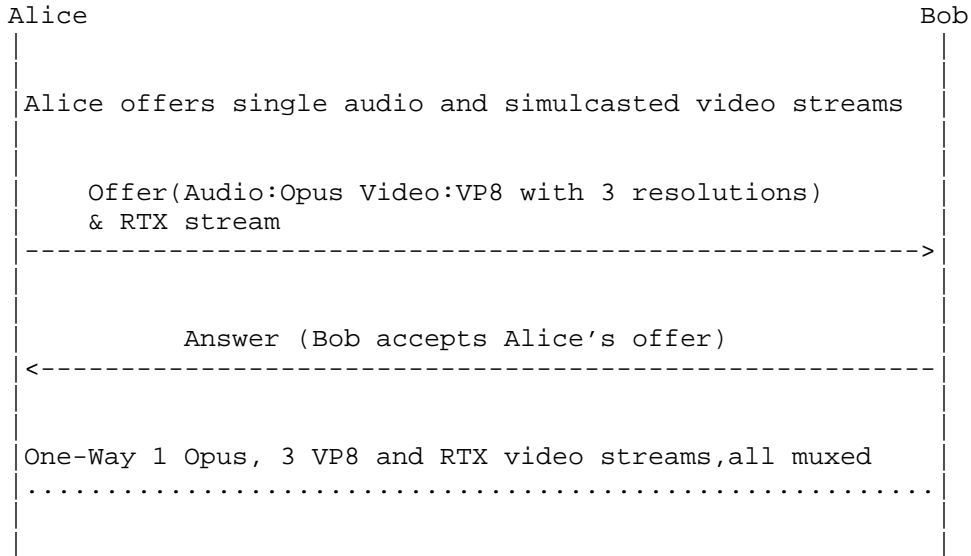 Alice Bob
Alice offers single audio and simulcasted video streams
Offer(Audio:Opus Video:VP8 with 3 resolutions)
& RTX stream
Answer (Bob accepts Alice's offer)
One-Way 1 Opus, 3 VP8 and RTX video streams,all muxed